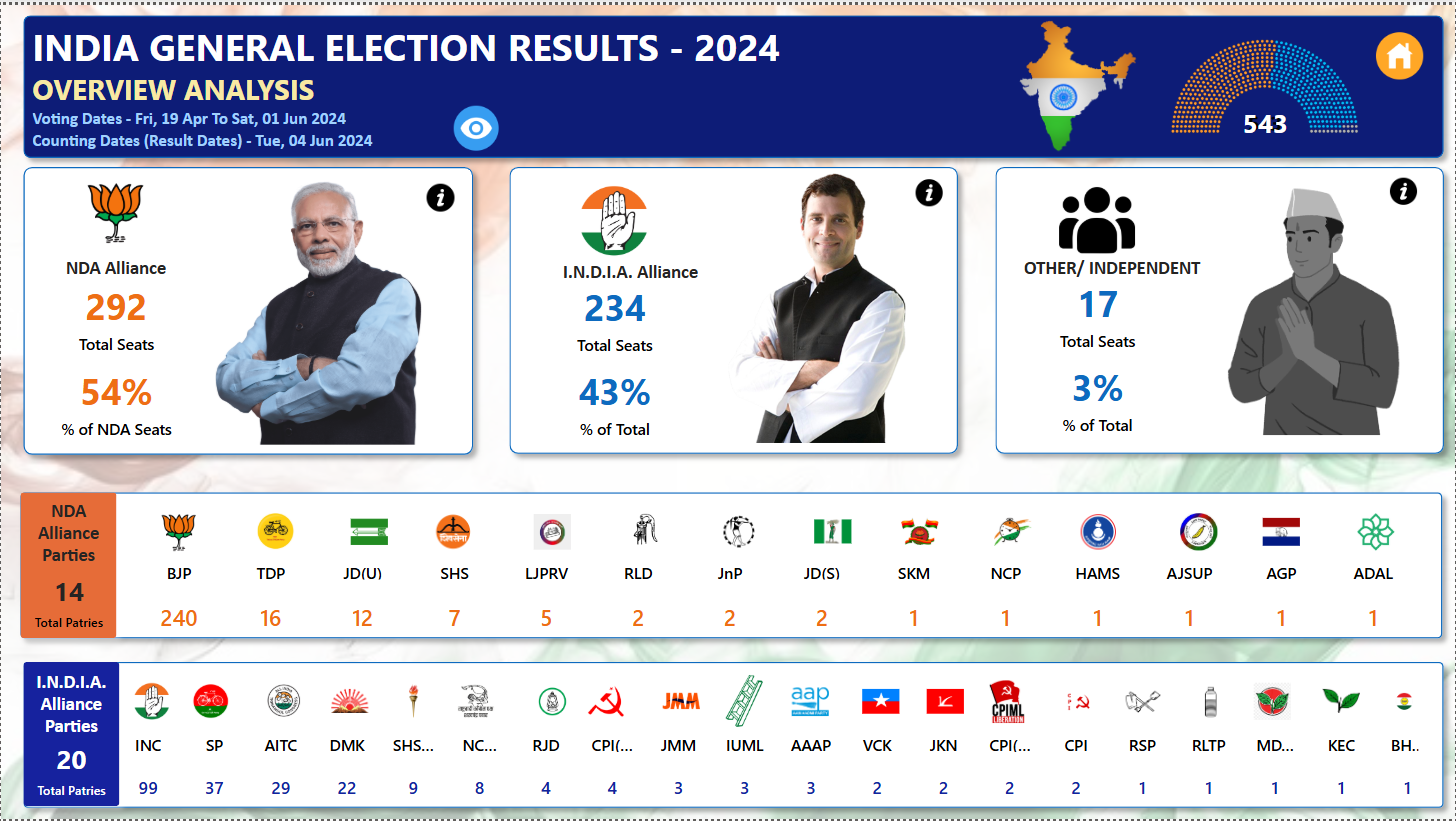 INDIA GENERAL ELECTION RESULTS - 2024
OVERVIEW ANALYSIS
Voting Dates - Fri, 19 Apr To Sat, 01 Jun 2024
Counting Dates (Result Dates) - Tue, 04 Jun 2024
543
NDA Alliance
292
Total Seats
54%
% of NDA Seats
I.N.D.I.A. Alliance
234
Total Seats
43%
% of Total
OTHER/ INDEPENDENT
17
Total Seats
3%
% of Total
NDA
Alliance
Parties
14
Total Patries
BJP TDP JD(U) SHS LJPRV RLD JnP JD(S) SKM NCP HAMS AJSUP AGP ADAL
240 16 12 7 5 2 2 2 1 1 1 1 1 1
I.N.D.I.A.
Alliance
Parties
20
Total Patries
शिवसेना
JMM
aap
CPIML
LIBERATION
INC SP AITC DMK SHS... NC... RJD CPI(... JMM IUML AAAP VCK JKN CPI(... CPI RSP RLTP MD... KEC BH..
99 37 29 22 9 8 4 4 3 3 3 2 2 2 2 1 1 1 1 1